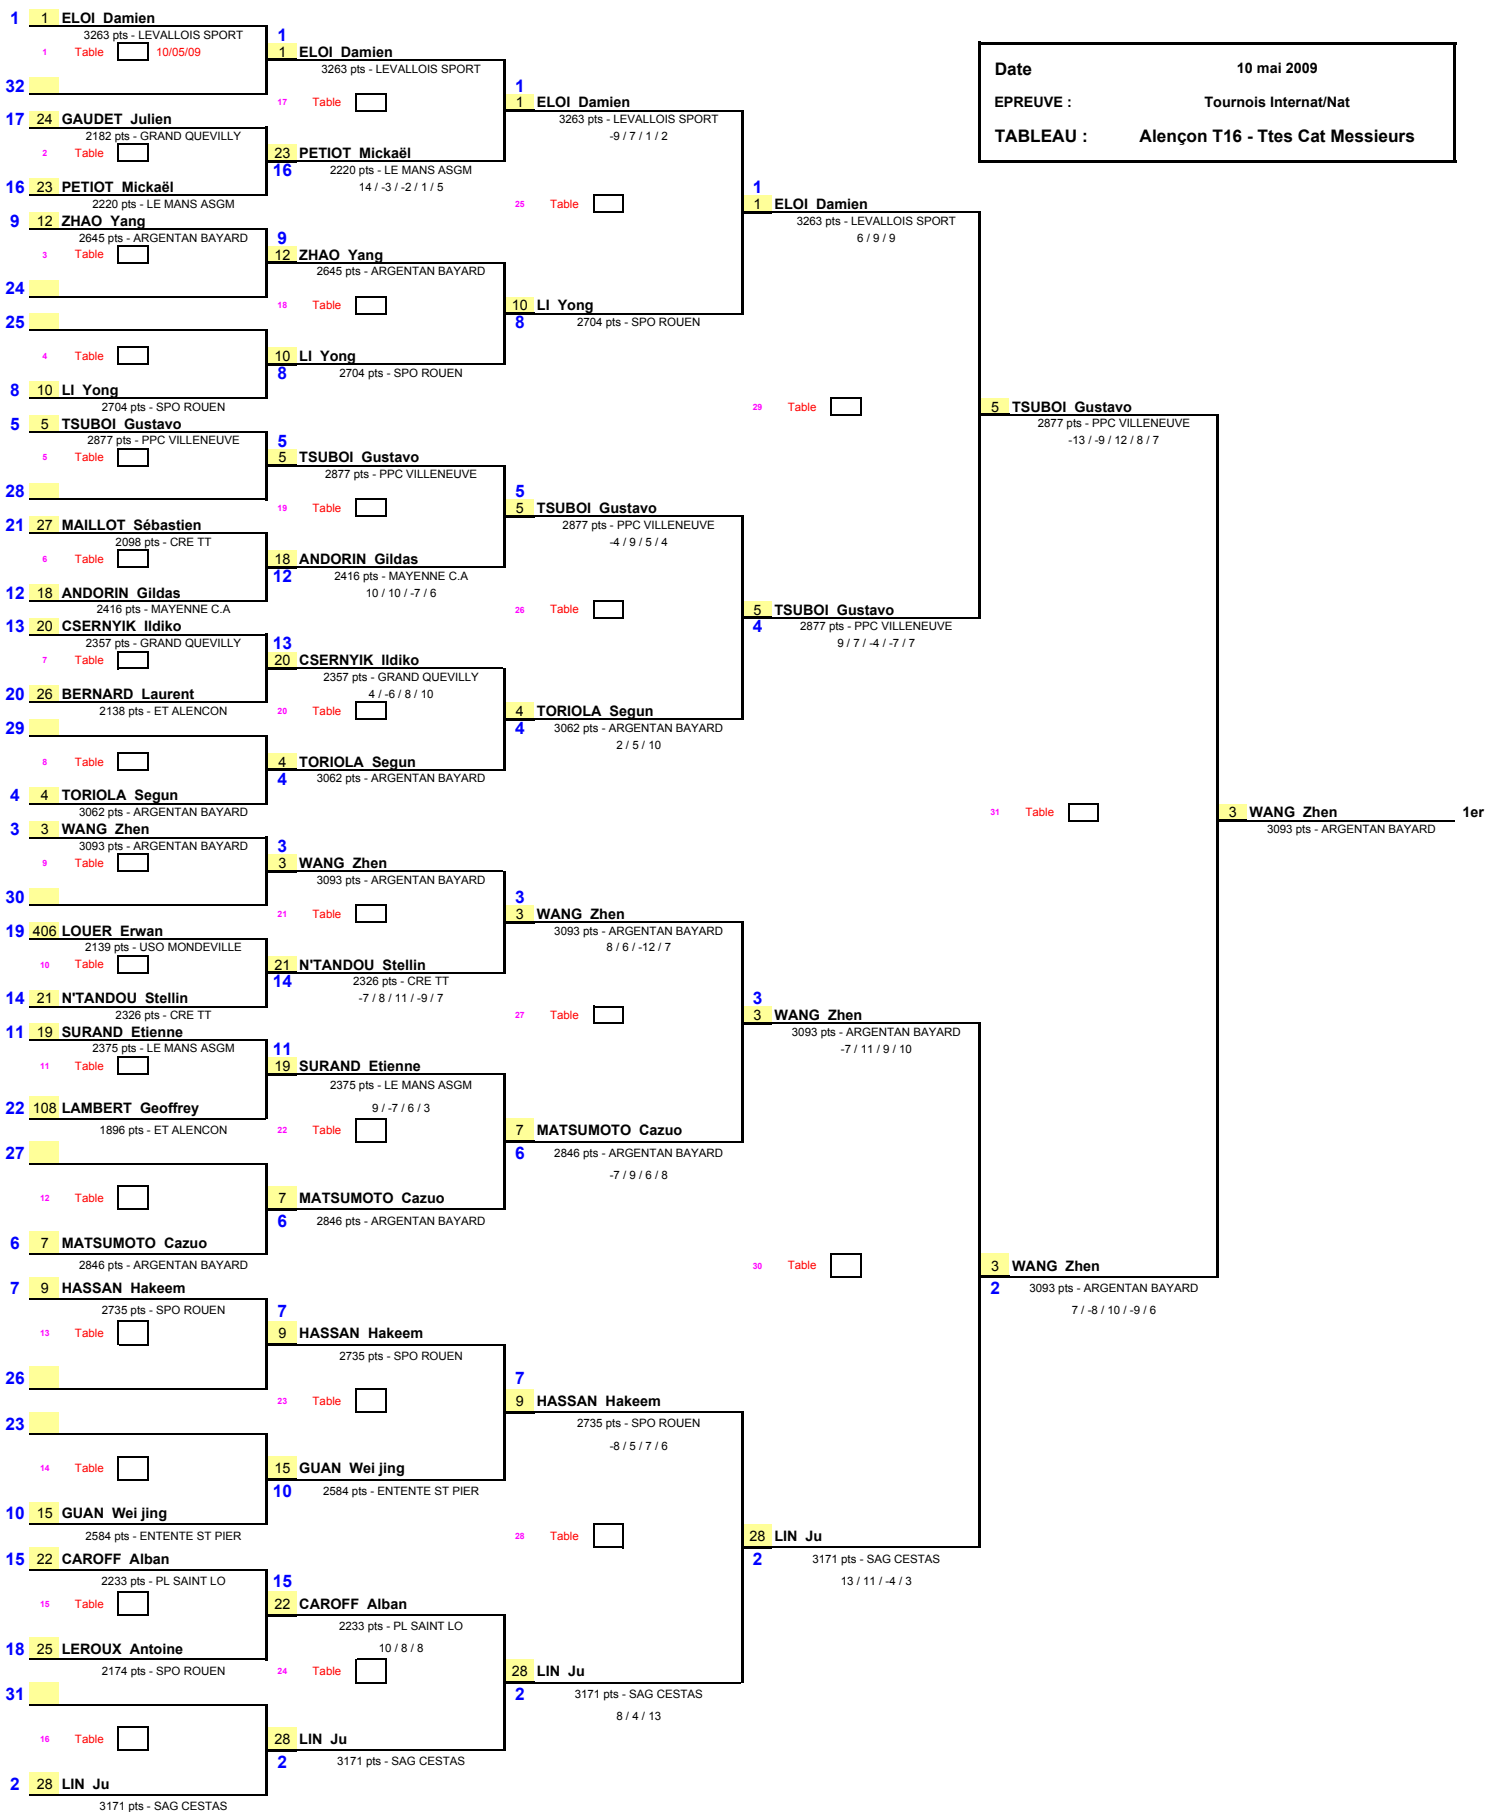 Date 10 mai 2009
EPREUVE : Tournois Internat/Nat
TABLEAU : Alençon T16 - Ttes Cat Messieurs
1 1 ELOI Damien
3263 pts - LEVALLOIS SPORT
1 Table 10/05/09
32
17 24 GAUDET Julien
2182 pts - GRAND QUEVILLY
2 Table
16 23 PETIOT Mickaël
2220 pts - LE MANS ASGM
9 12 ZHAO Yang
2645 pts - ARGENTAN BAYARD
3 Table
24
25
4 Table
8 10 LI Yong
2704 pts - SPO ROUEN
5 5 TSUBOI Gustavo
2877 pts - PPC VILLENEUVE
5 Table
28
21 27 MAILLOT Sébastien
2098 pts - CRE TT
6 Table
12 18 ANDORIN Gildas
2416 pts - MAYENNE C.A
13 20 CSERNYIK Ildiko
2357 pts - GRAND QUEVILLY
7 Table
20 26 BERNARD Laurent
2138 pts - ET ALENCON
29
8 Table
4 4 TORIOLA Segun
3062 pts - ARGENTAN BAYARD
3 3 WANG Zhen
3093 pts - ARGENTAN BAYARD
9 Table
30
19 406 LOUER Erwan
2139 pts - USO MONDEVILLE
10 Table
14 21 N'TANDOU Stellin
2326 pts - CRE TT
11 19 SURAND Etienne
2375 pts - LE MANS ASGM
11 Table
22 108 LAMBERT Geoffrey
1896 pts - ET ALENCON
27
12 Table
6 7 MATSUMOTO Cazuo
2846 pts - ARGENTAN BAYARD
7 9 HASSAN Hakeem
2735 pts - SPO ROUEN
13 Table
26
23
14 Table
10 15 GUAN Wei jing
2584 pts - ENTENTE ST PIER
15 22 CAROFF Alban
2233 pts - PL SAINT LO
15 Table
18 25 LEROUX Antoine
2174 pts - SPO ROUEN
31
16 Table
2 28 LIN Ju
3171 pts - SAG CESTAS
1
1 ELOI Damien
3263 pts - LEVALLOIS SPORT
17 Table
23 PETIOT Mickaël
16 2220 pts - LE MANS ASGM
14 / -3 / -2 / 1 / 5
9
12 ZHAO Yang
2645 pts - ARGENTAN BAYARD
18 Table
10 LI Yong
8 2704 pts - SPO ROUEN
5
5 TSUBOI Gustavo
2877 pts - PPC VILLENEUVE
19 Table
18 ANDORIN Gildas
12 2416 pts - MAYENNE C.A
10 / 10 / -7 / 6
13
20 CSERNYIK Ildiko
2357 pts - GRAND QUEVILLY
4 / -6 / 8 / 10
20 Table
4 TORIOLA Segun
4 3062 pts - ARGENTAN BAYARD
3
3 WANG Zhen
3093 pts - ARGENTAN BAYARD
21 Table
21 N'TANDOU Stellin
14 2326 pts - CRE TT
-7 / 8 / 11 / -9 / 7
11
19 SURAND Etienne
2375 pts - LE MANS ASGM
9 / -7 / 6 / 3
22 Table
7 MATSUMOTO Cazuo
6 2846 pts - ARGENTAN BAYARD
7
9 HASSAN Hakeem
2735 pts - SPO ROUEN
23 Table
15 GUAN Wei jing
10 2584 pts - ENTENTE ST PIER
15
22 CAROFF Alban
2233 pts - PL SAINT LO
10 / 8 / 8
24 Table
28 LIN Ju
2 3171 pts - SAG CESTAS
1
1 ELOI Damien
3263 pts - LEVALLOIS SPORT
-9 / 7 / 1 / 2
25 Table
10 LI Yong
8 2704 pts - SPO ROUEN
5
5 TSUBOI Gustavo
2877 pts - PPC VILLENEUVE
-4 / 9 / 5 / 4
26 Table
4 TORIOLA Segun
4 3062 pts - ARGENTAN BAYARD
2 / 5 / 10
3
3 WANG Zhen
3093 pts - ARGENTAN BAYARD
8 / 6 / -12 / 7
27 Table
7 MATSUMOTO Cazuo
6 2846 pts - ARGENTAN BAYARD
-7 / 9 / 6 / 8
7
9 HASSAN Hakeem
2735 pts - SPO ROUEN
-8 / 5 / 7 / 6
28 Table
28 LIN Ju
2 3171 pts - SAG CESTAS
8 / 4 / 13
1
1 ELOI Damien
3263 pts - LEVALLOIS SPORT
6 / 9 / 9
29 Table
5 TSUBOI Gustavo
4 2877 pts - PPC VILLENEUVE
9 / 7 / -4 / -7 / 7
3
3 WANG Zhen
3093 pts - ARGENTAN BAYARD
-7 / 11 / 9 / 10
30 Table
28 LIN Ju
2 3171 pts - SAG CESTAS
13 / 11 / -4 / 3
5 TSUBOI Gustavo
2877 pts - PPC VILLENEUVE
-13 / -9 / 12 / 8 / 7
31 Table
3 WANG Zhen
2 3093 pts - ARGENTAN BAYARD
7 / -8 / 10 / -9 / 6
3 WANG Zhen 1er
3093 pts - ARGENTAN BAYARD